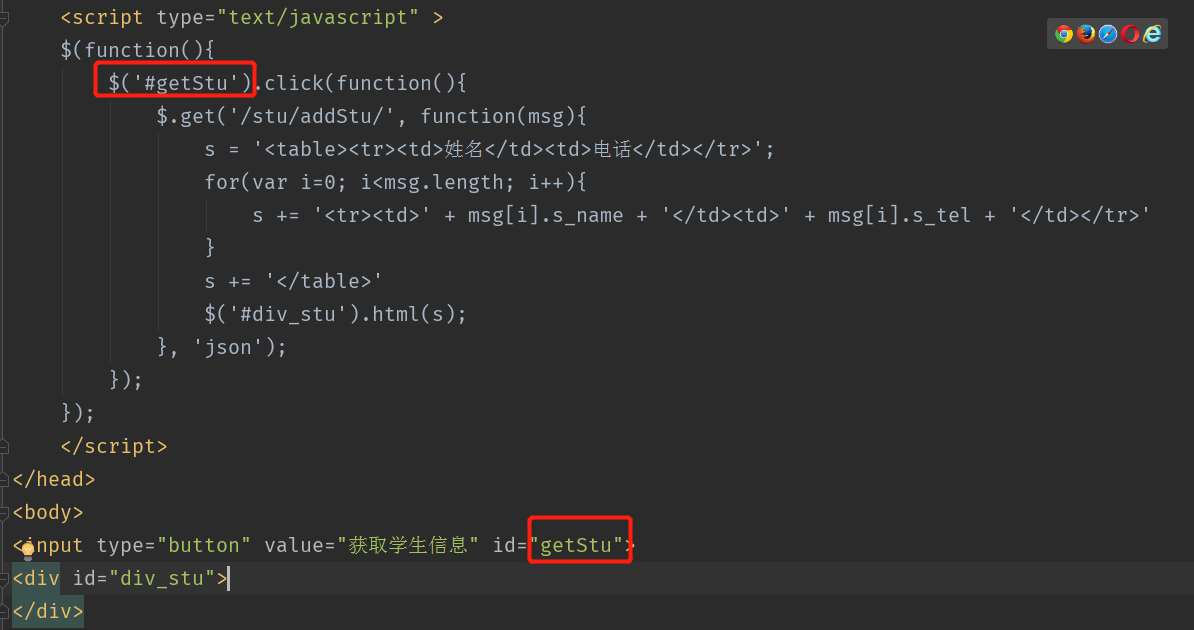 <script type="text/javascript" >
$(function(){
$('#getStu').click(function(){
$.get('/stu/addStu/', function(msg){
s = '<table><tr><td>姓名</td><td>电话</td></tr>';
for(var i=0; i<msg.length; i++){
s += '<tr><td>' + msg[i].s_name + '</td><td>' + msg[i].s_tel + '</td></tr>'
}
s += '</table>'
$('#div_stu').html(s);
}, 'json');
});
});
</script>
</head>
<body>
<input type="button" value="获取学生信息" id="getStu">
<div id="div_stu">
</div>